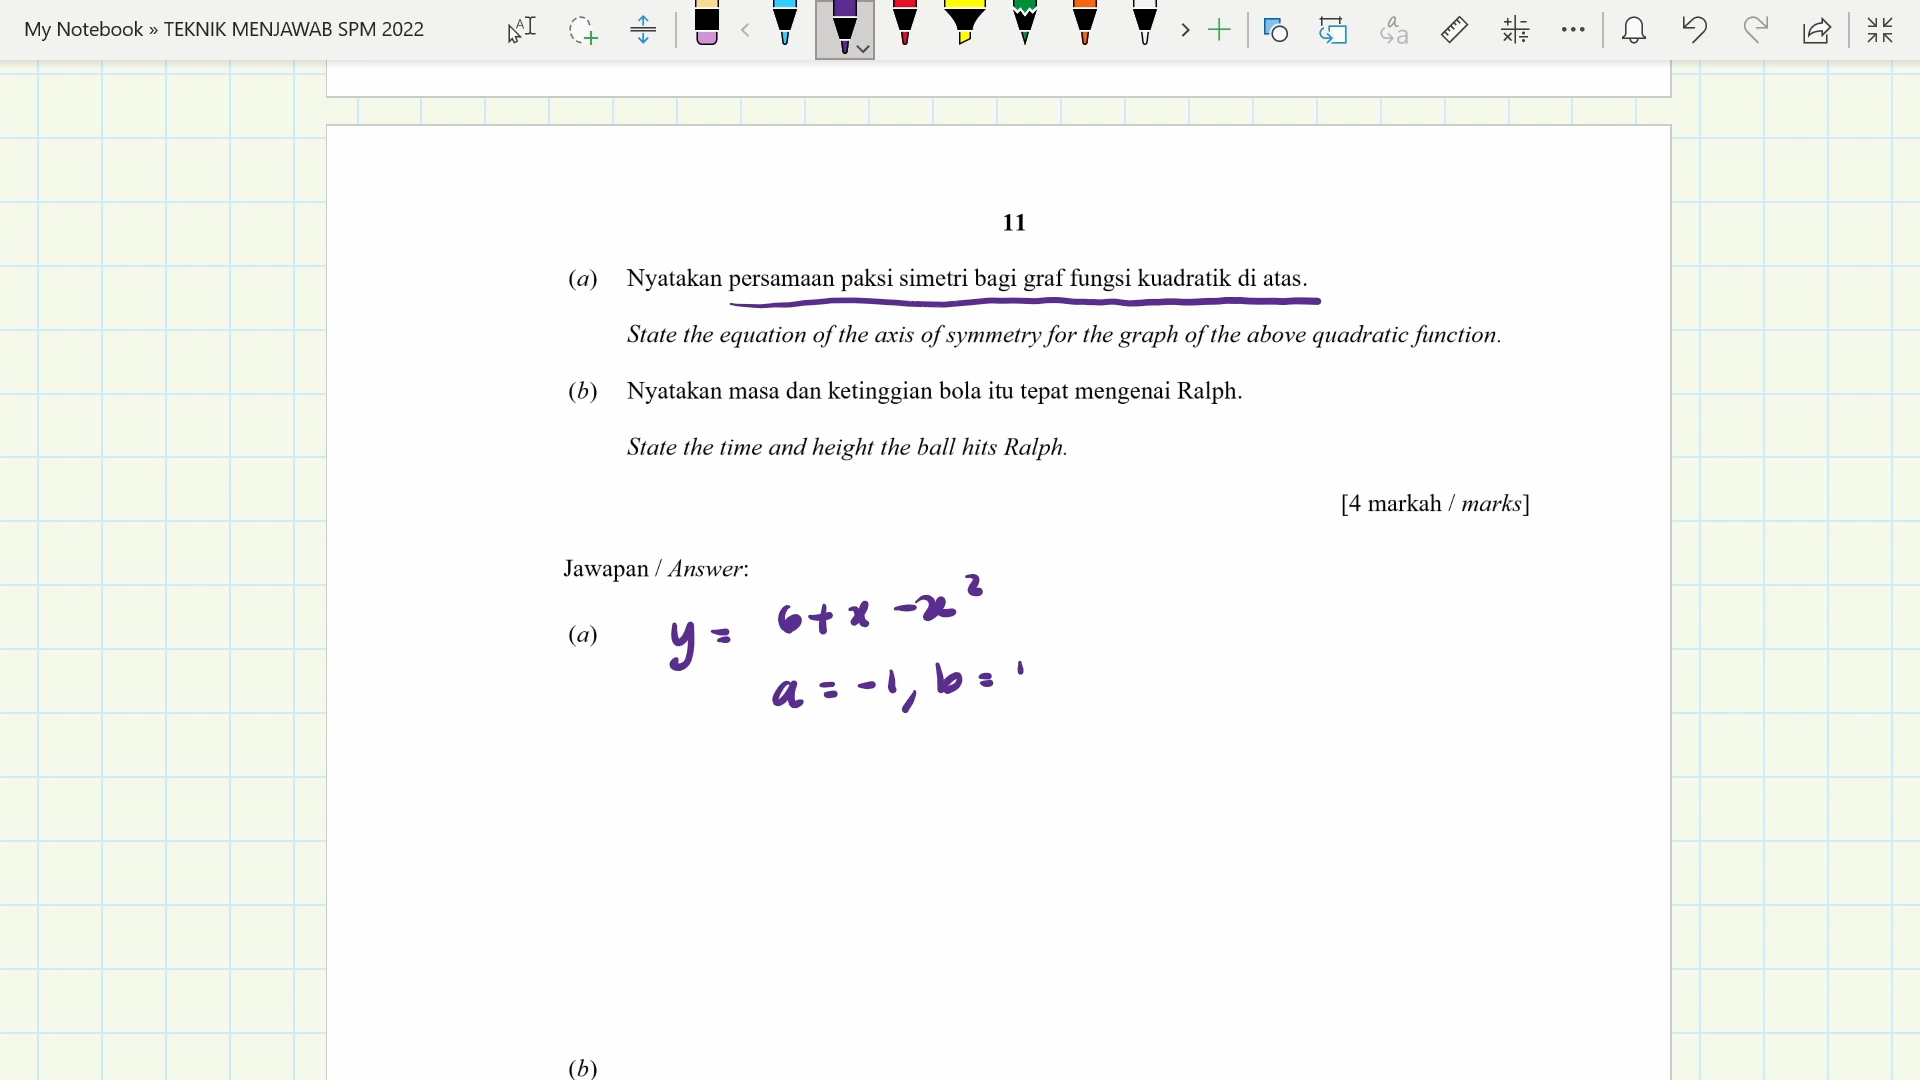 My Notebook » TEKNIK MENJAWAB SPM 2022
11
(a) Nyatakan persamaan paksi simetri bagi graf fungsi kuadratik di atas.
State the equation of the axis of symmetry for the graph of the above quadratic function.
(b) Nyatakan masa dan ketinggian bola itu tepat mengenai Ralph.
State the time and height the ball hits Ralph.
[4 markah / marks]
Jawapan / Answer:
(a) y = 6 + x - x²
a = -1, b = 1
(b)